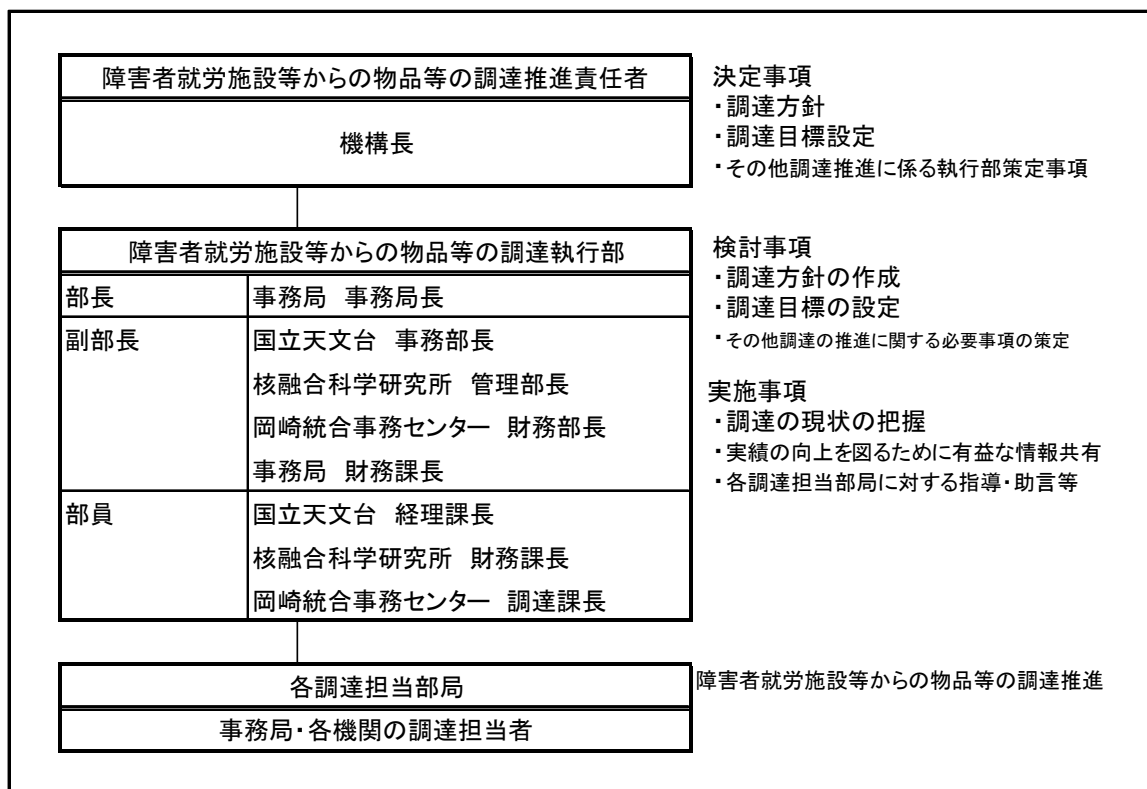 障害者就労施設等からの物品等の調達推進責任者
機構長
決定事項
・調達方針
・調達目標設定
・その他調達推進に係る執行部策定事項
障害者就労施設等からの物品等の調達執行部
部長 事務局 事務局長
副部長 国立天文台 事務部長
核融合科学研究所 管理部長
岡崎統合事務センター 財務部長
事務局 財務課長
部員 国立天文台 経理課長
核融合科学研究所 財務課長
岡崎統合事務センター 調達課長
検討事項
・調達方針の作成
・調達目標の設定
・その他調達の推進に関する必要事項の策定
実施事項
・調達の現状の把握
・実績の向上を図るために有益な情報共有
・各調達担当部局に対する指導・助言等
各調達担当部局
事務局・各機関の調達担当者
障害者就労施設等からの物品等の調達推進